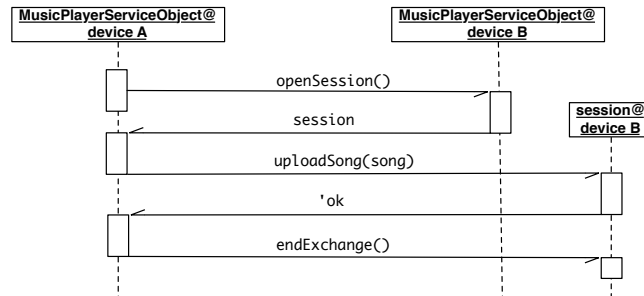 MusicPlayerServiceObject@
device A
MusicPlayerServiceObject@
device B
openSession()
session@
device B
session
uploadSong(song)
'ok
endExchange()